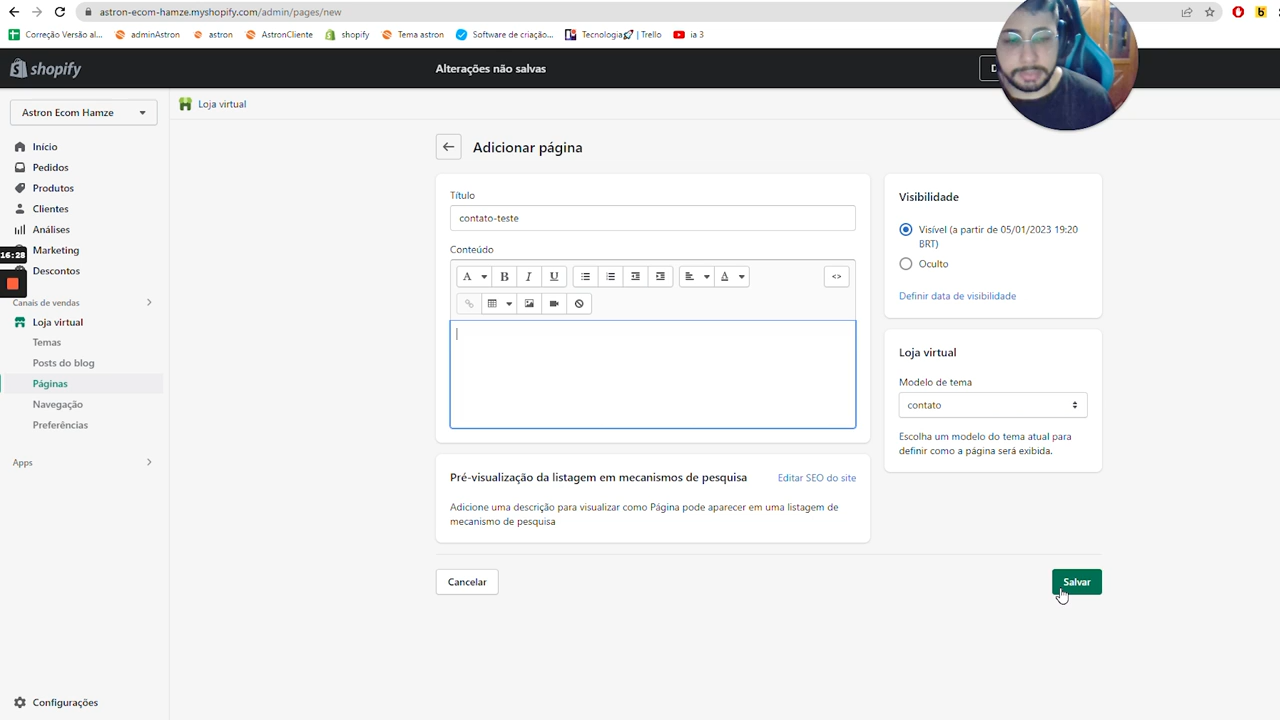 astron-ecom-hamze.myshopify.com/admin/pages/new
Correção Versão al...
adminAstron
astron
AstronCliente
shopify
Tema astron
Software de criação...
Tecnologia🚀 | Trello
ia 3
shopify
Alterações não salvas
D
Astron Ecom Hamze
Loja virtual
Início
Pedidos
Produtos
Clientes
Análises
Marketing
16:28
Descontos
Canais de vendas
Loja virtual
Temas
Posts do blog
Páginas
Navegação
Preferências
Apps
Configurações
Adicionar página
Título
contato-teste
Conteúdo
A
B
I
U
A
<>
Pré-visualização da listagem em mecanismos de pesquisa
Editar SEO do site
Adicione uma descrição para visualizar como Página pode aparecer em uma listagem de
mecanismo de pesquisa
Visibilidade
Visível (a partir de 05/01/2023 19:20
BRT)
Oculto
Definir data de visibilidade
Loja virtual
Modelo de tema
contato
Escolha um modelo do tema atual para
definir como a página será exibida.
Cancelar
Salvar